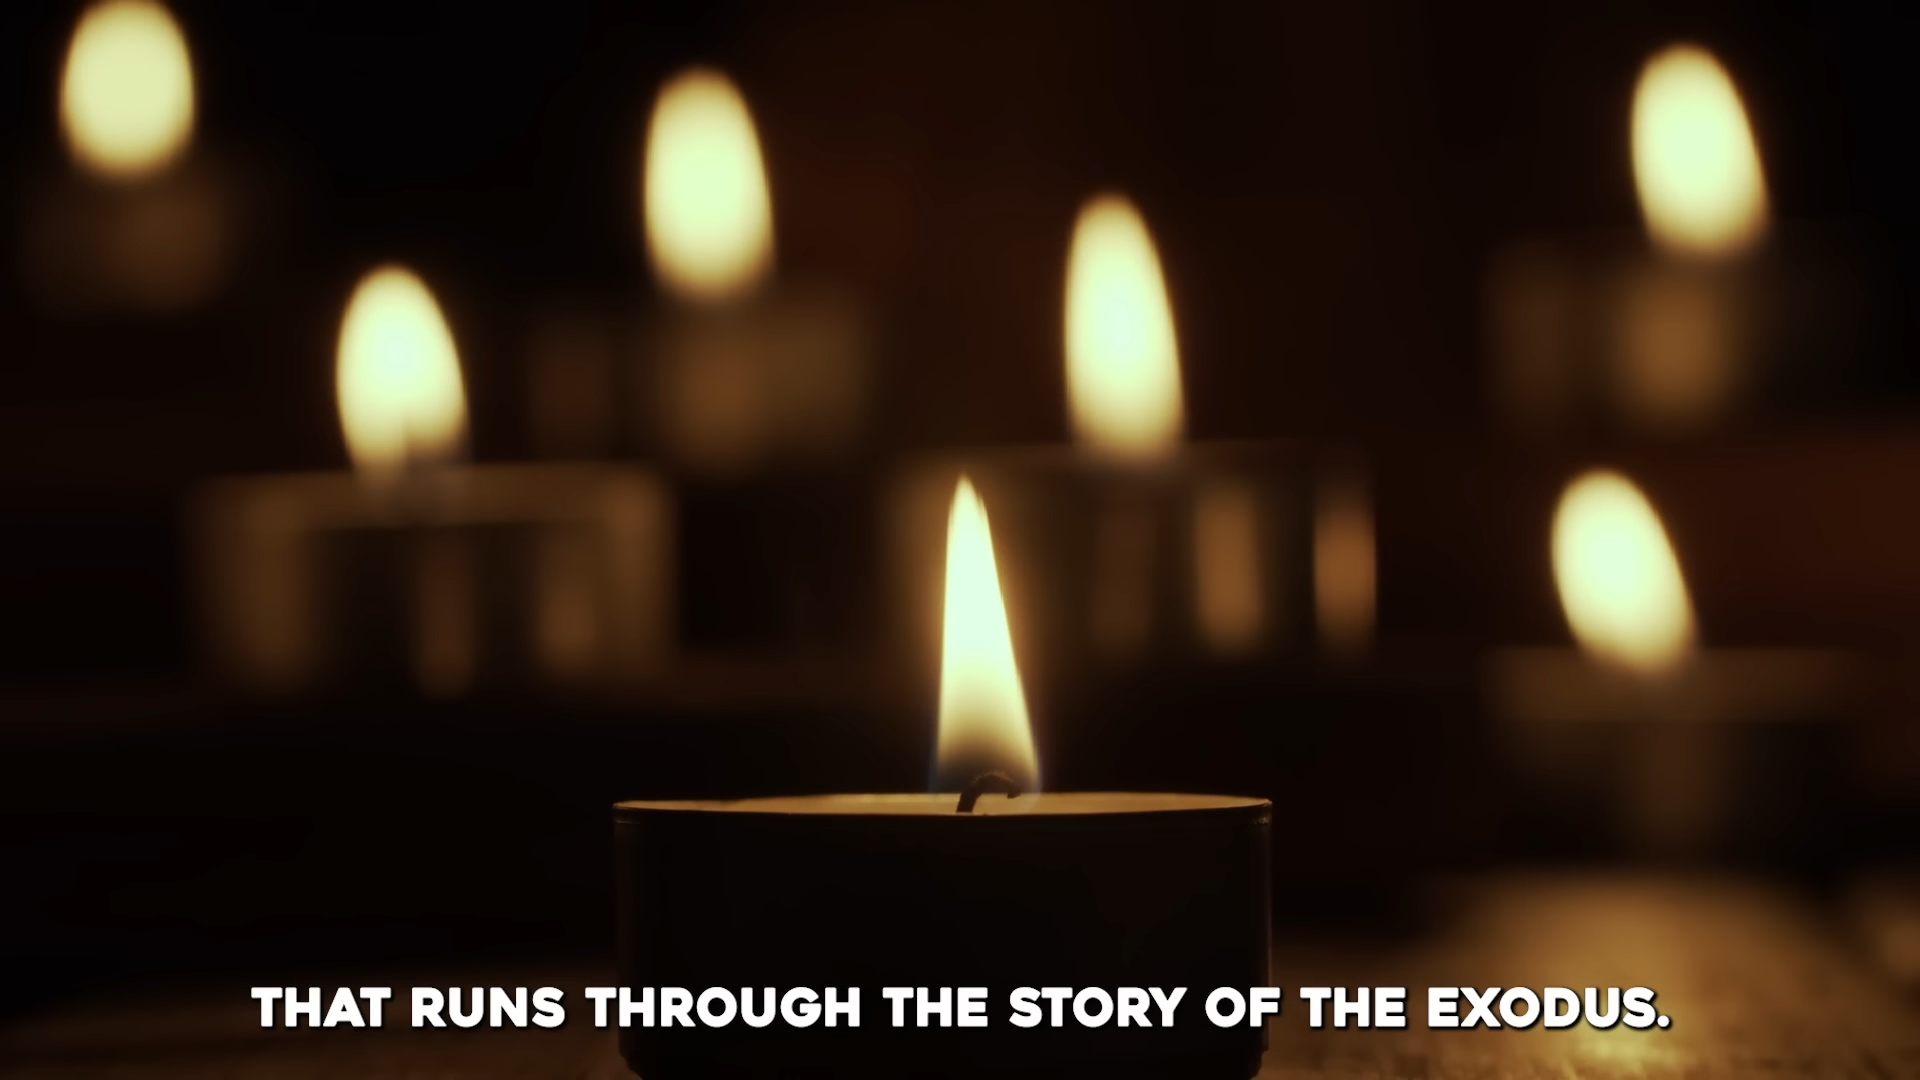 THAT RUNS THROUGH THE STORY OF THE EXODUS.